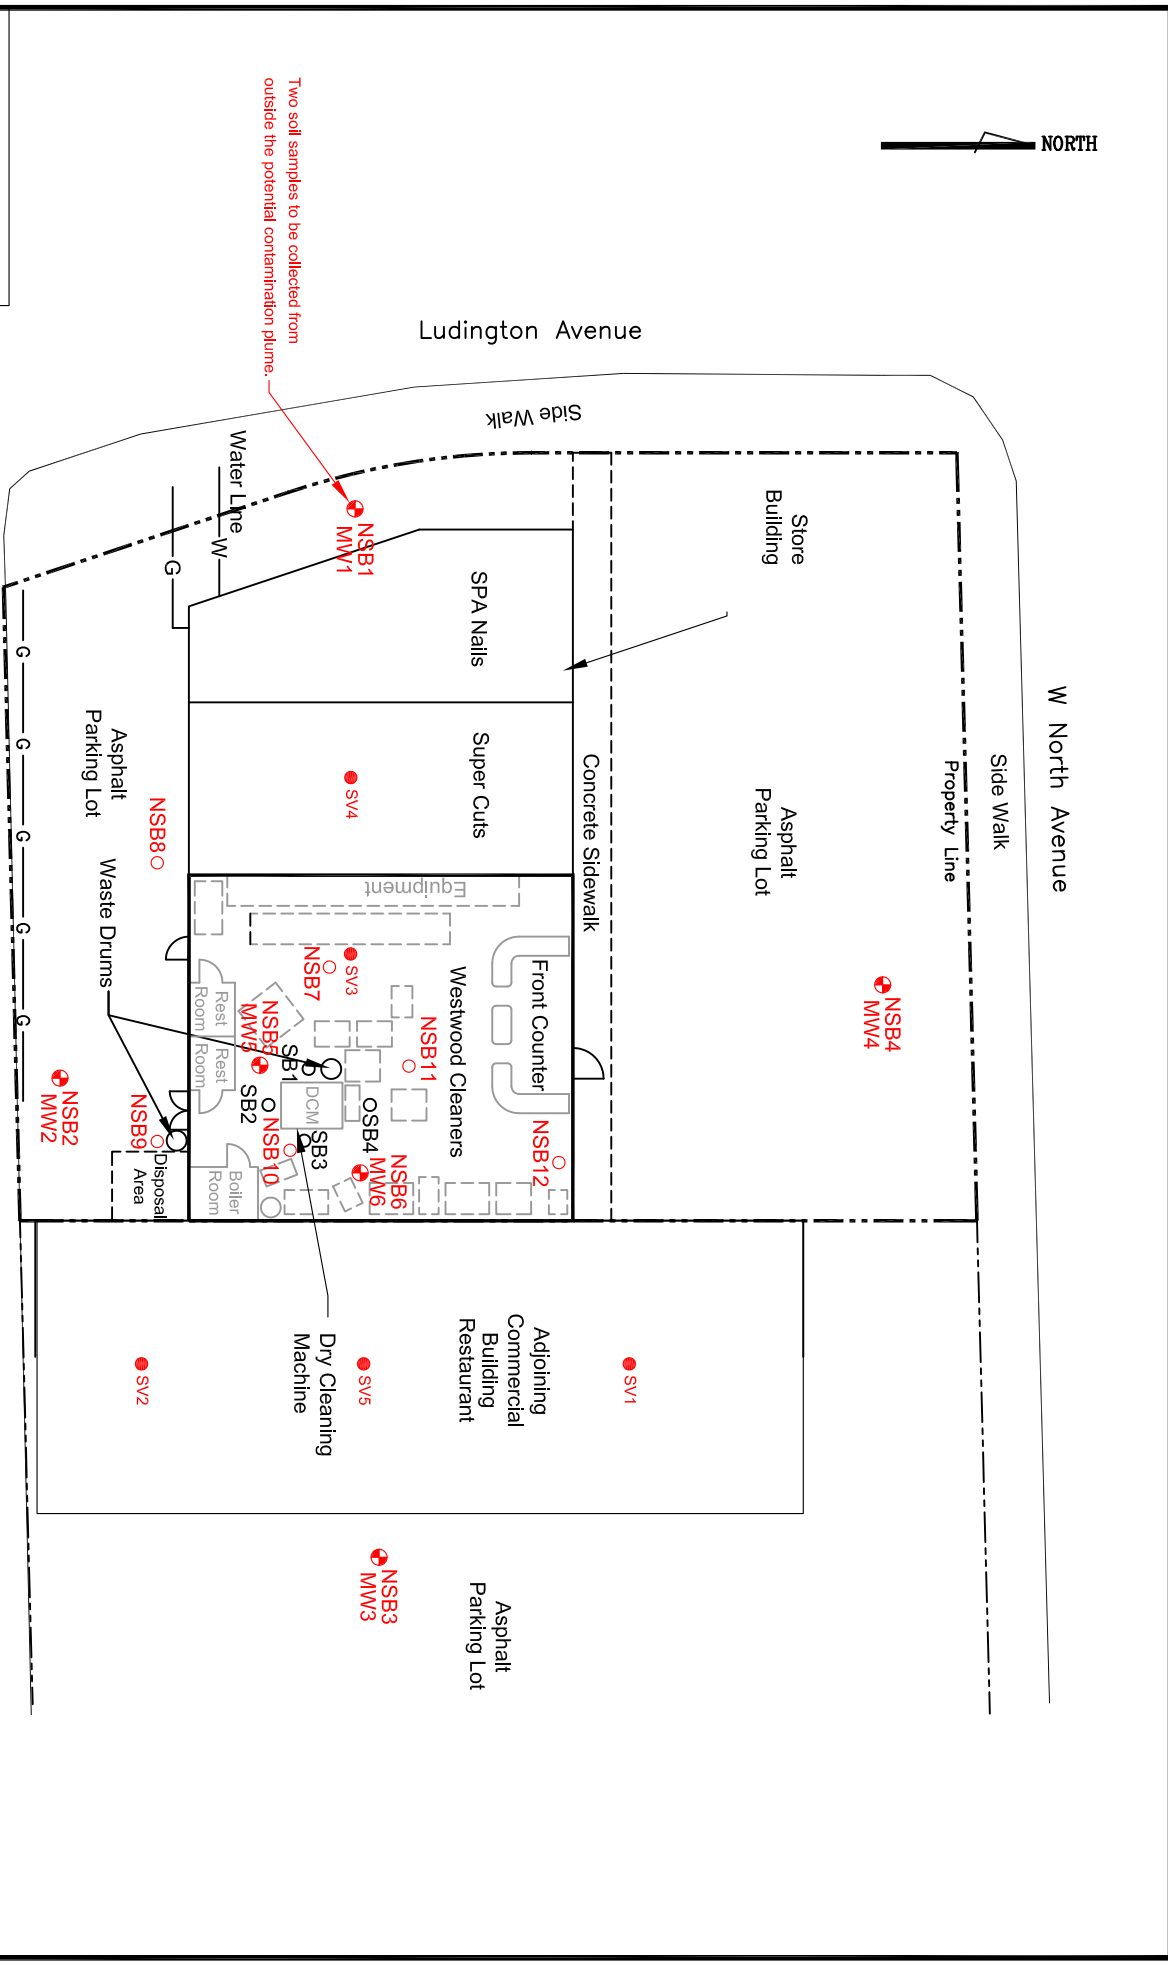 NORTH
W North Avenue
Side Walk
Property Line
Ludington Avenue
Side Walk
Store
Building
Asphalt
Parking Lot
NSB4
MW4
Concrete Sidewalk
Two soil samples to be collected from
outside the potential contamination plume.
NSB1
MW1
Water Line
W
G
SPA Nails
Super Cuts
SV4
Equipment
Front Counter
Westwood Cleaners
SV3
NSB7
NSB11
NSB12
Rest
Room
Rest
Room
NSB5
MW5
SB1
SB2
DCM
SB4
SB3
NSB10
NSB6
MW6
Boiler
Room
Asphalt
Parking Lot
NSB8
Waste Drums
NSB9
Disposal
Area
NSB2
MW2
G
G
G
G
G
Dry Cleaning
Machine
Adjoining
Commercial
Building
Restaurant
SV1
SV5
SV2
NSB3
MW3
Asphalt
Parking Lot